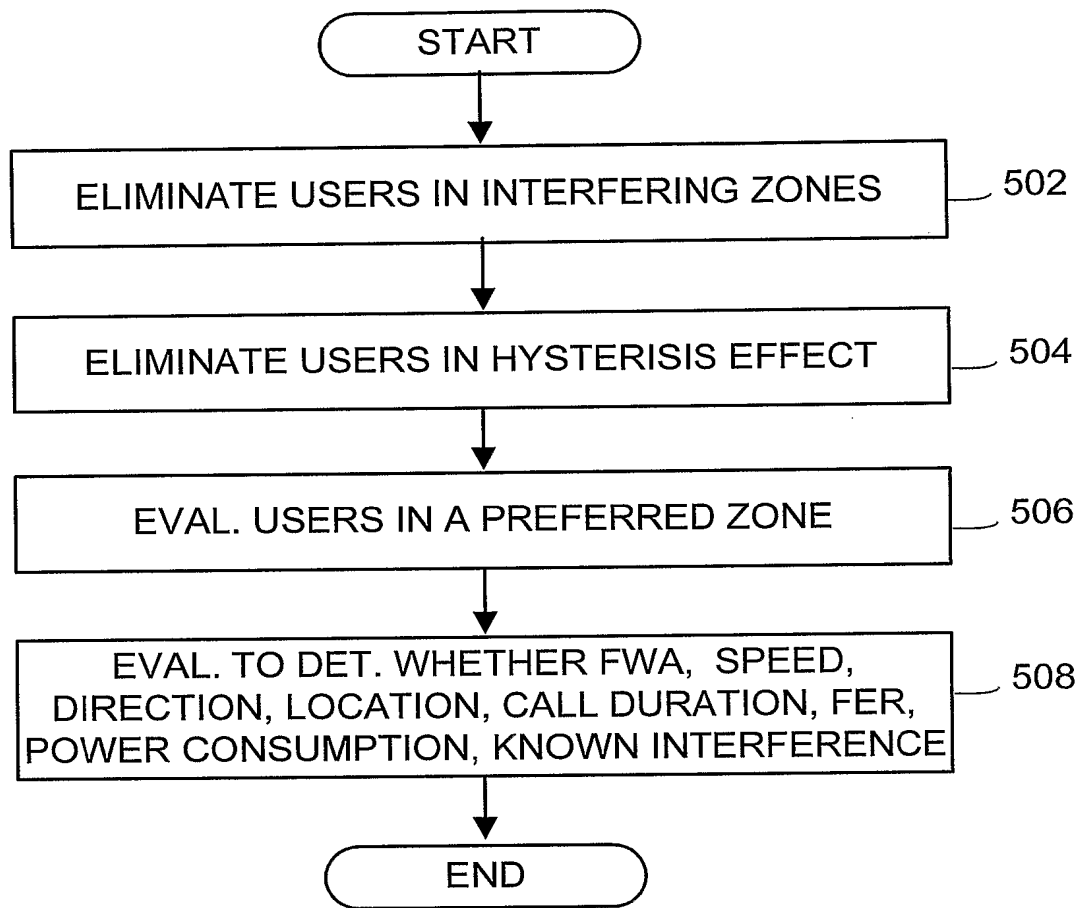 START
ELIMINATE USERS IN INTERFERING ZONES
502
ELIMINATE USERS IN HYSTERISIS EFFECT
504
EVAL. USERS IN A PREFERRED ZONE
506
EVAL. TO DET. WHETHER FWA, SPEED,
DIRECTION, LOCATION, CALL DURATION, FER,
POWER CONSUMPTION, KNOWN INTERFERENCE
508
END